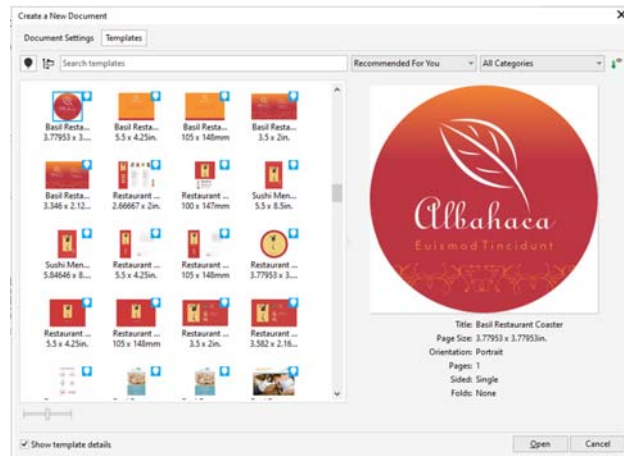 Create a New Document
Document Settings Templates
Search templates
Recommended For You
All Categories
Basil Resta... Basil Resta... Basil Resta... Basil Resta...
3.77953 x 3.... 5.5 x 4.25in. 105 x 148mm 3.5 x 2in.
Basil Resta... Restaurant ... Restaurant ... Sushi Men...
3.346 x 2.12... 2.66667 x 2in. 100 x 147mm 5.5 x 8.5in.
Sushi Men... Restaurant ... Restaurant ... Restaurant ...
5.84646 x 8.... 5.5 x 4.25in. 105 x 148mm 3.77953 x 3....
Restaurant ... Restaurant ... Restaurant ... Restaurant ...
5.5 x 4.25in. 105 x 148mm 3.5 x 2in. 3.582 x 2.16...
Albahaca
Euismod Tincidunt
Title: Basil Restaurant Coaster
Page Size: 3.77953 x 3.77953in.
Orientation: Portrait
Pages: 1
Sided: Single
Folds: None
Show template details
Open
Cancel